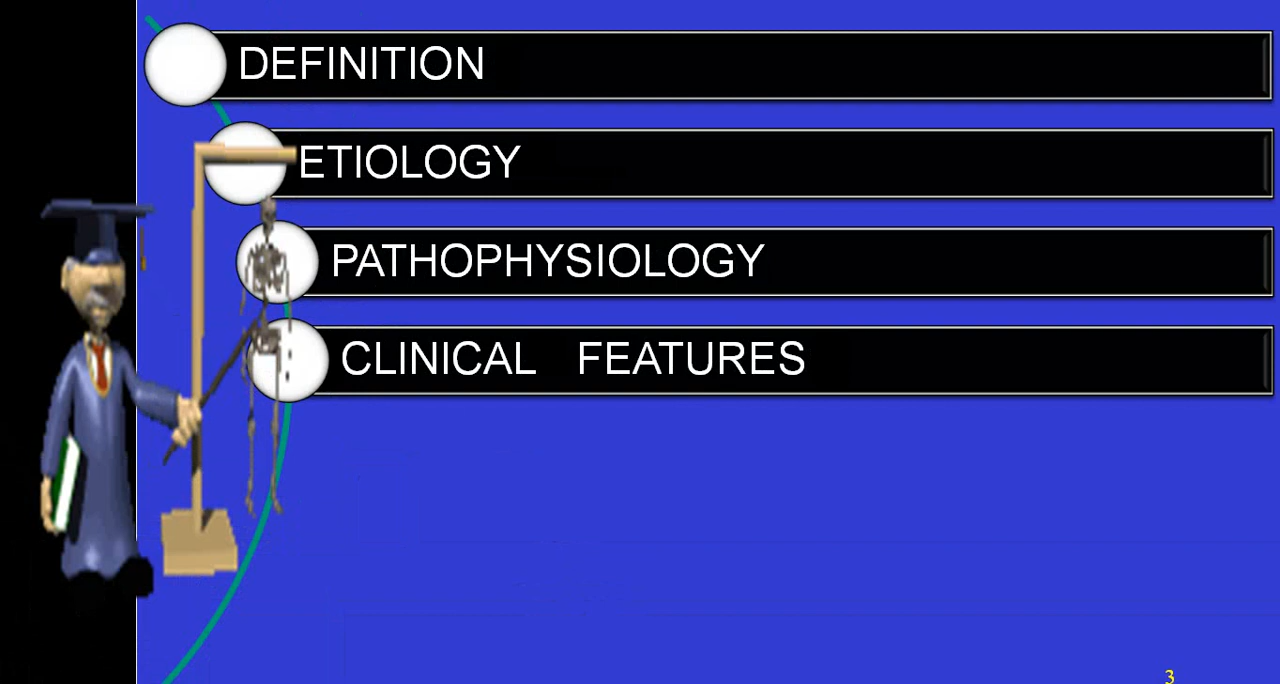 DEFINITION
ETIOLOGY
PATHOPHYSIOLOGY
CLINICAL FEATURES
3